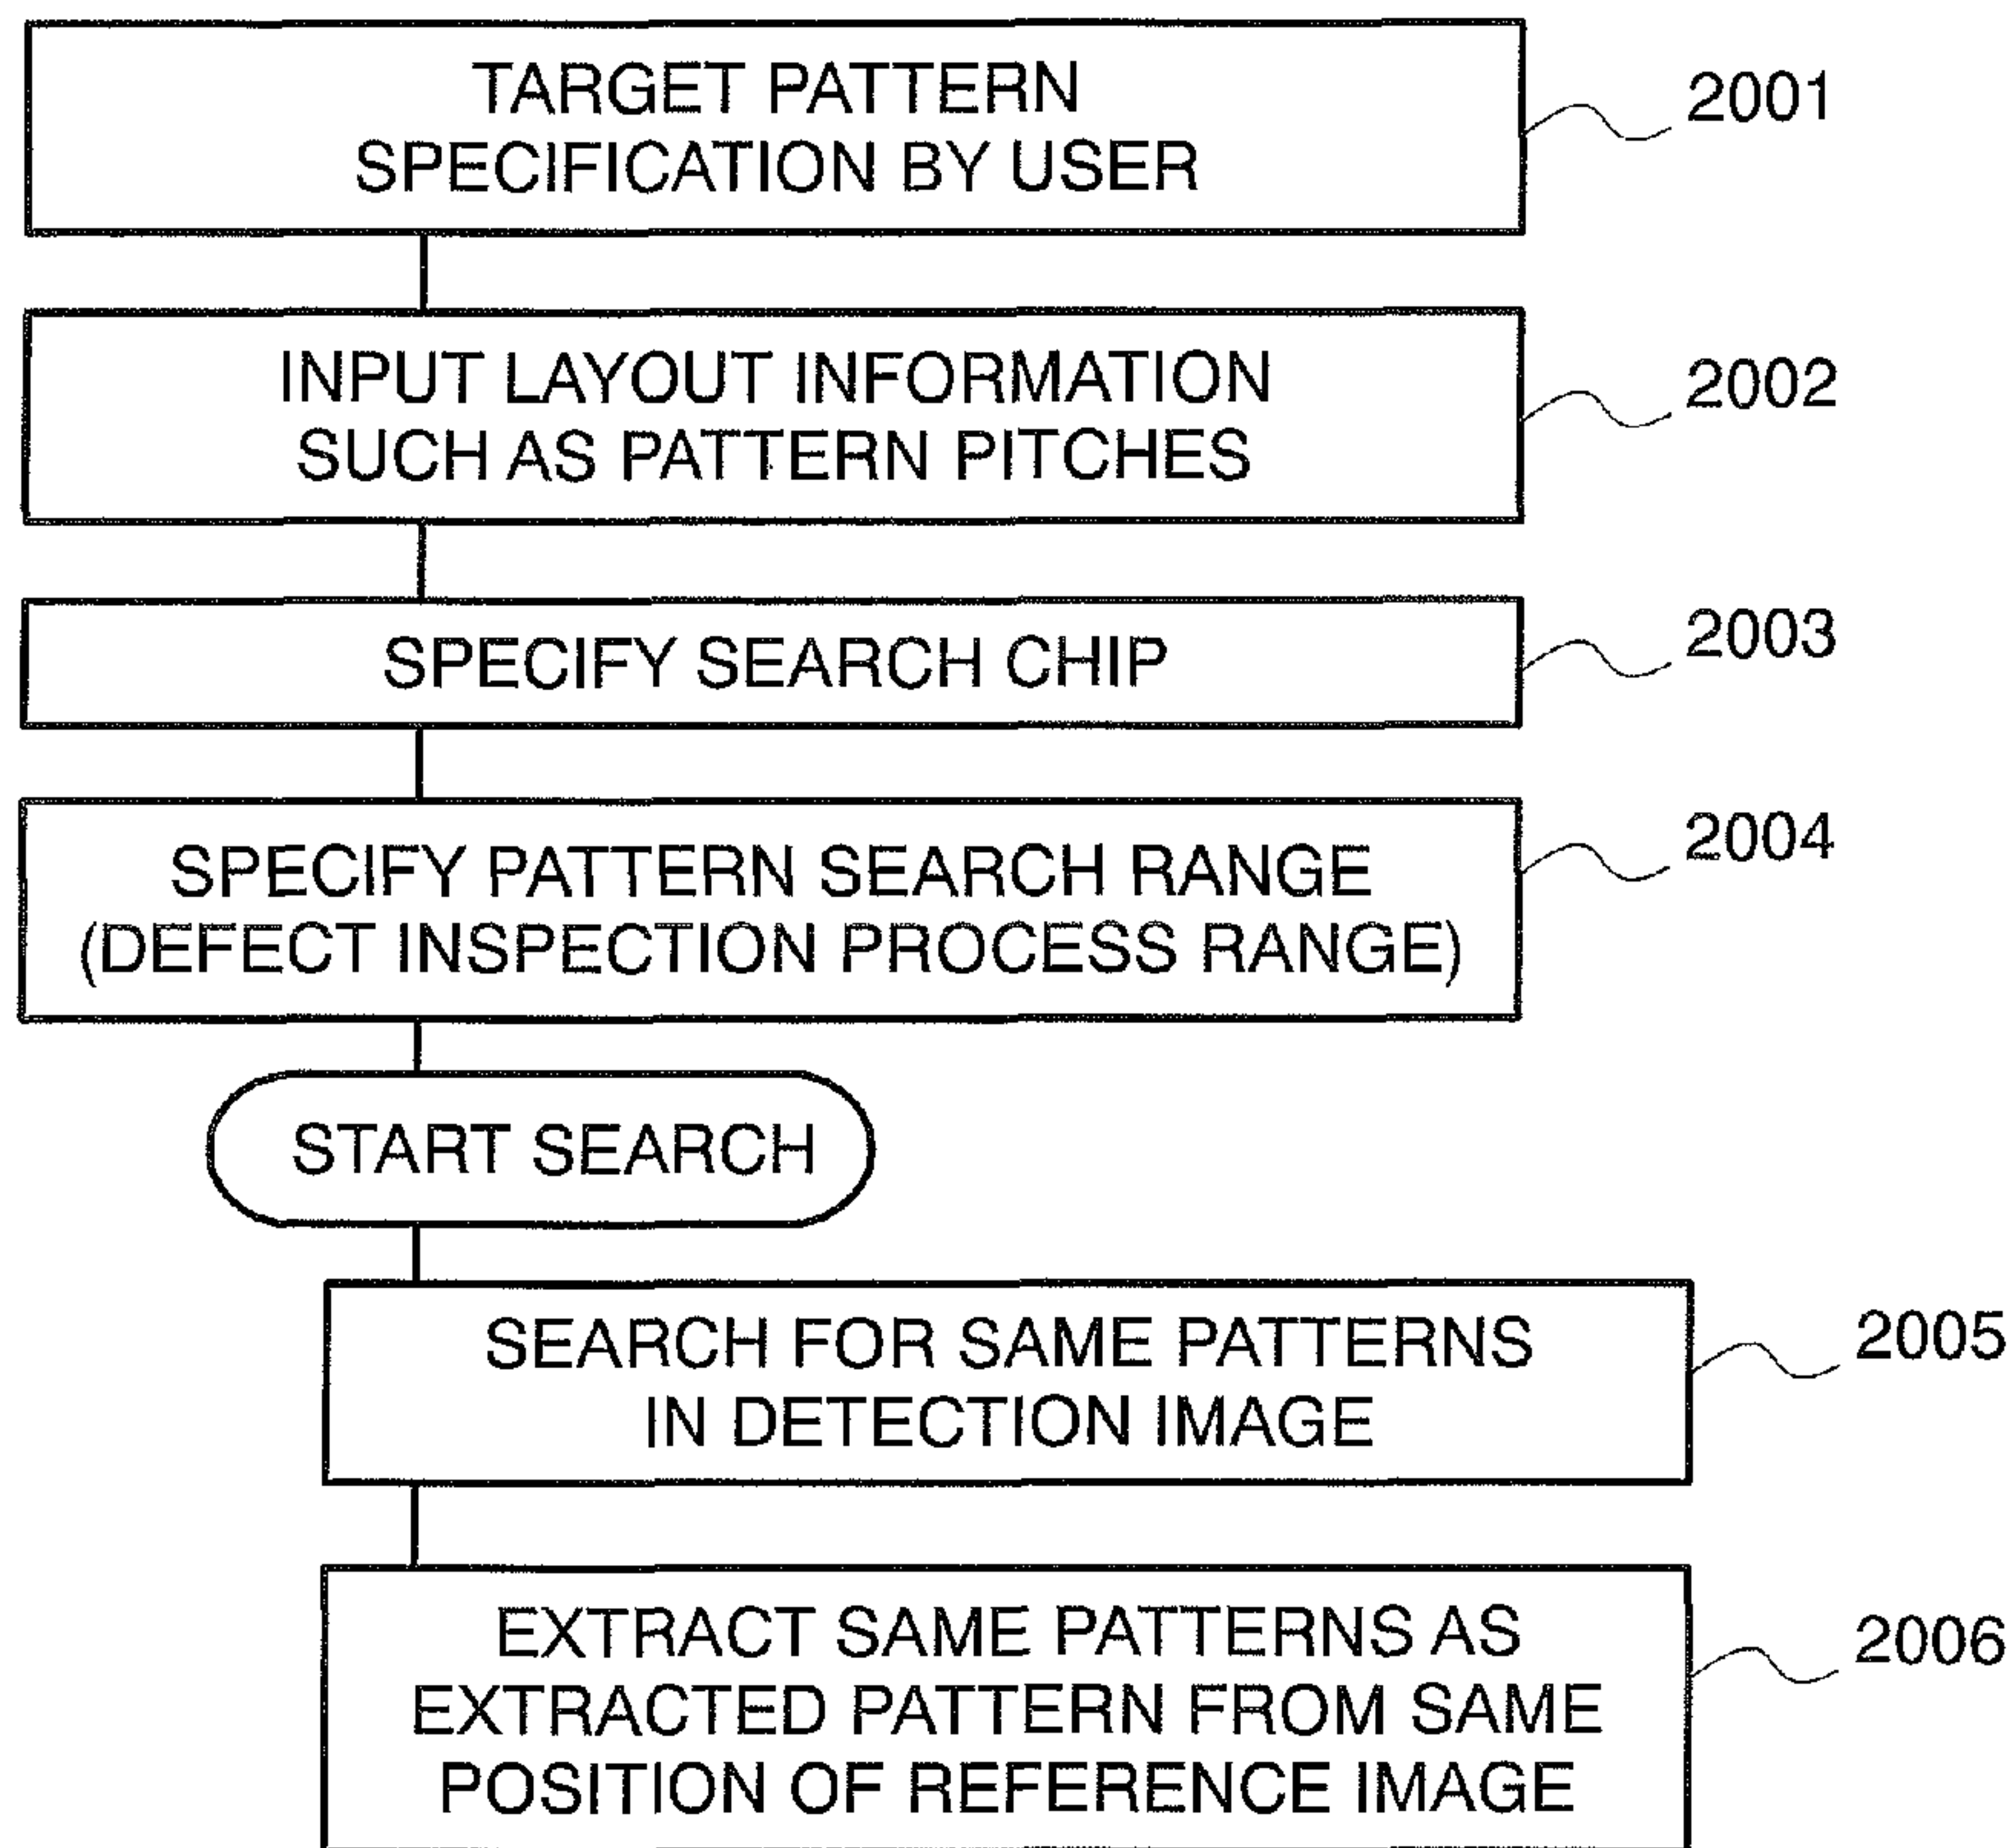 TARGET PATTERN
SPECIFICATION BY USER
2001
INPUT LAYOUT INFORMATION
SUCH AS PATTERN PITCHES
2002
SPECIFY SEARCH CHIP
2003
SPECIFY PATTERN SEARCH RANGE
(DEFECT INSPECTION PROCESS RANGE)
2004
START SEARCH
SEARCH FOR SAME PATTERNS
IN DETECTION IMAGE
2005
EXTRACT SAME PATTERNS AS
EXTRACTED PATTERN FROM SAME
POSITION OF REFERENCE IMAGE
2006